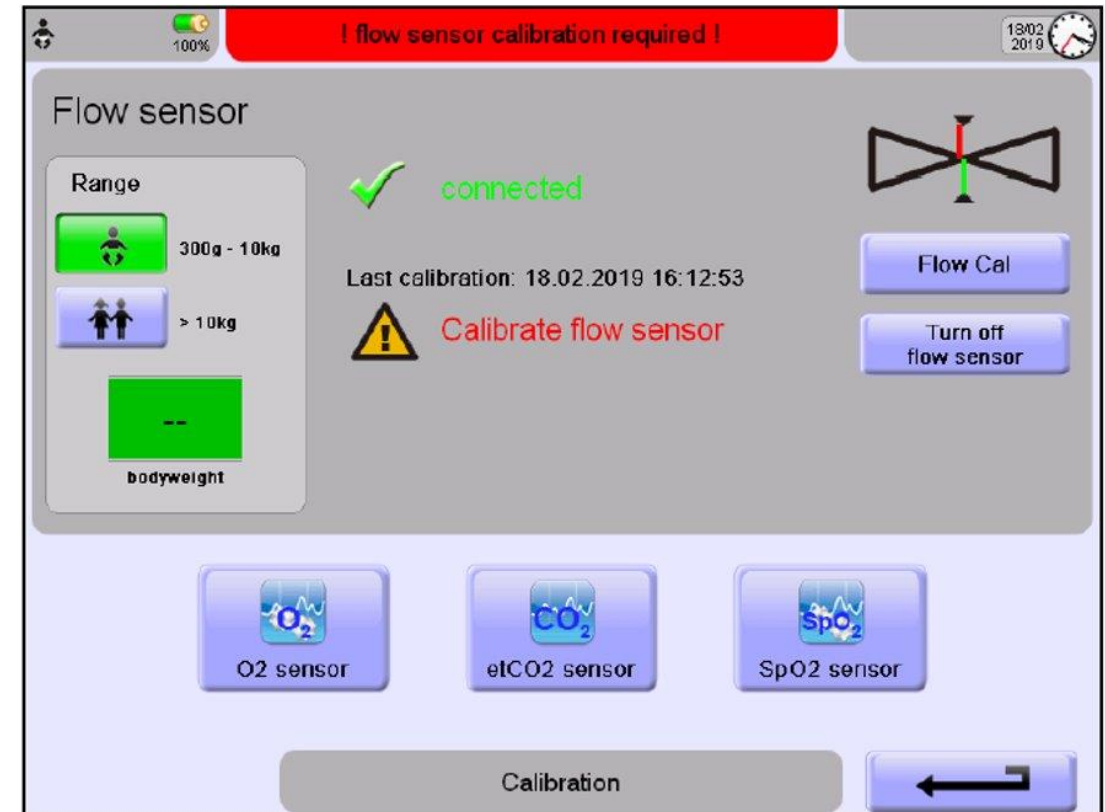 100%
! flow sensor calibration required !
18/02
2019
Flow sensor
Range
300g - 10kg
> 10kg
--
bodyweight
connected
Last calibration: 18.02.2019 16:12:53
Calibrate flow sensor
Flow Cal
Turn off
flow sensor
O2
O2 sensor
CO2
etCO2 sensor
SpO2
SpO2 sensor
Calibration